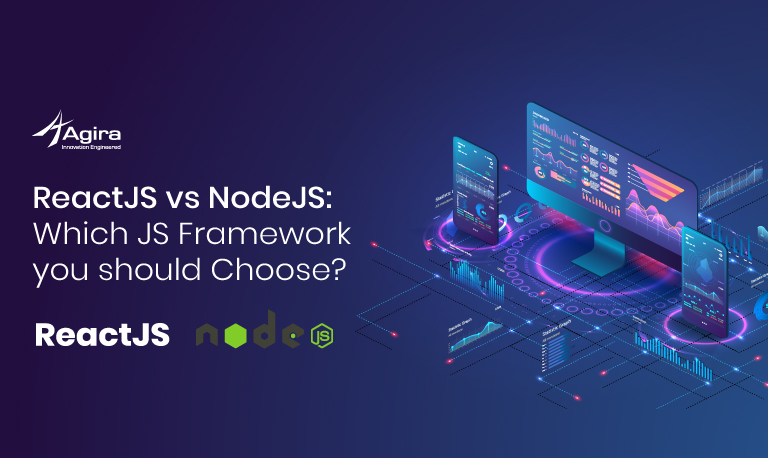 Agira
Innovation Engineered
ReactJS vs NodeJS:
Which JS Framework
you should Choose?
ReactJS
node
JS